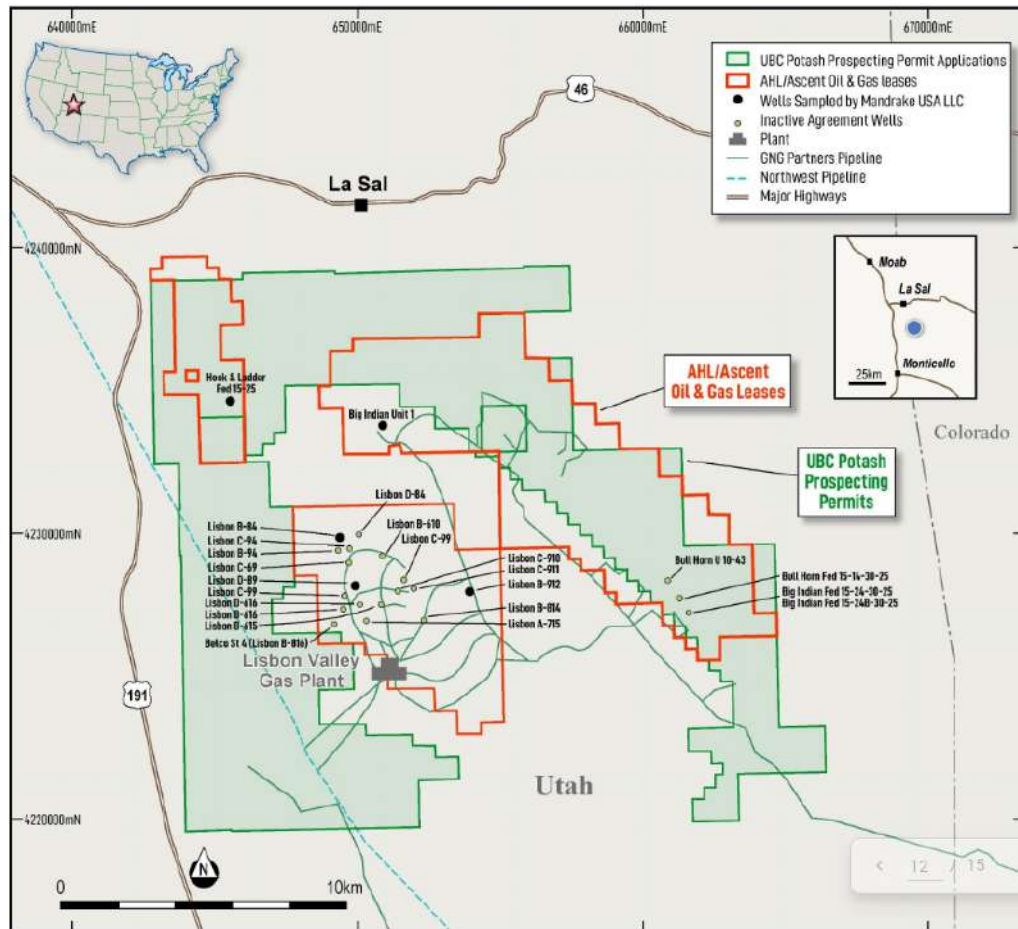 640000mE
650000mE
660000mE
670000mE
UBC Potash Prospecting Permit Applications
AHL/Ascent Oil & Gas leases
Wells Sampled by Mandrake USA LLC
Inactive Agreement Wells
Plant
GNG Partners Pipeline
Northwest Pipeline
Major Highways
46
La Sal
4240000mN
Moab
La Sal
Monticello
25km
Hook & Ladder
Fed 15-25
Big Indian Unit 1
AHL/Ascent
Oil & Gas Leases
Colorado
UBC Potash
Prospecting
Permits
4230000mN
Lisbon D-84
Lisbon B-84
Lisbon B-610
Lisbon C-94
Lisbon C-99
Lisbon B-94
Lisbon C-69
Lisbon C-910
Lisbon C-911
Lisbon D-89
Lisbon B-912
Lisbon C-99
Lisbon D-616
Lisbon B-616
Lisbon B-814
Lisbon D-615
Lisbon A-715
Belco St 4 (Lisbon B-816)
Bull Horn U 10-43
Bull Horn Fed 15-14-30-25
Big Indian Fed 15-24-30-25
Big Indian Fed 15-24B-30-25
Lisbon Valley
Gas Plant
191
Utah
4220000mN
N
0
10km
12 / 15